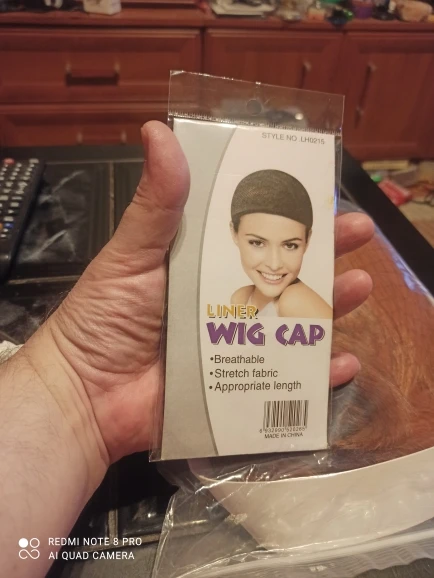 STYLE NO .LH0215
LINER
WIG CAP
•Breathable
•Stretch fabric
•Appropriate length
MADE IN CHINA
REDMI NOTE 8 PRO
AI QUAD CAMERA